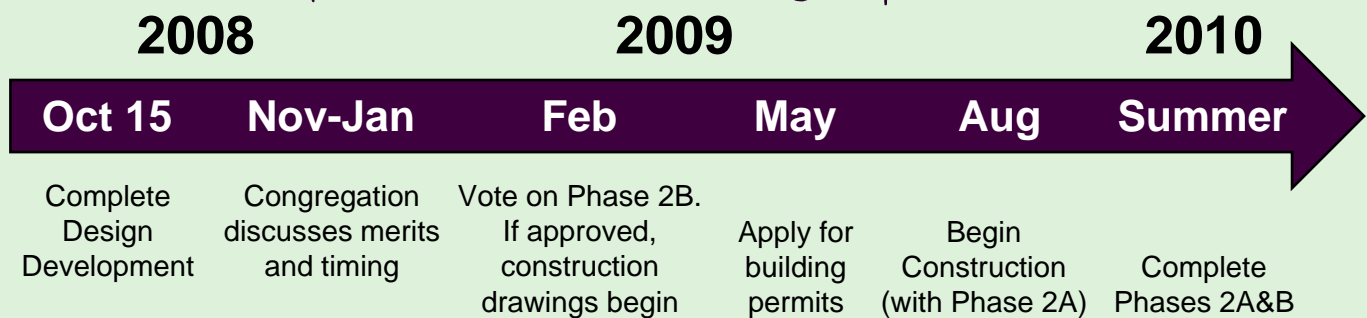 2008 2009 2010
Oct 15 Nov-Jan Feb May Aug Summer
Complete
Design
Development
Congregation
discusses merits
and timing
Vote on Phase 2B.
If approved,
construction
drawings begin
Apply for
building
permits
Begin
Construction
(with Phase 2A)
Complete
Phases 2A&B